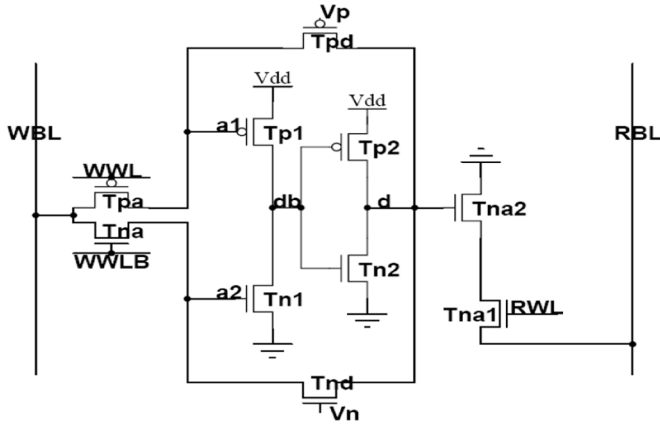 Vp
Tpd
Vdd
Vdd
WBL
a1
Tp1
Tp2
RBL
WWL
Tpa
Tna
WWLB
db
d
Tna2
a2
Tn1
Tn2
Tna1
RWL
Tnd
Vn